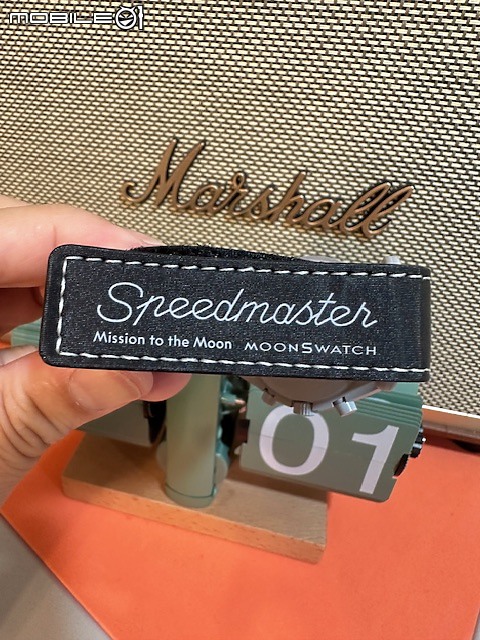 MOBILE01
Marshall
Speedmaster
Mission to the Moon MOONSWATCH
01